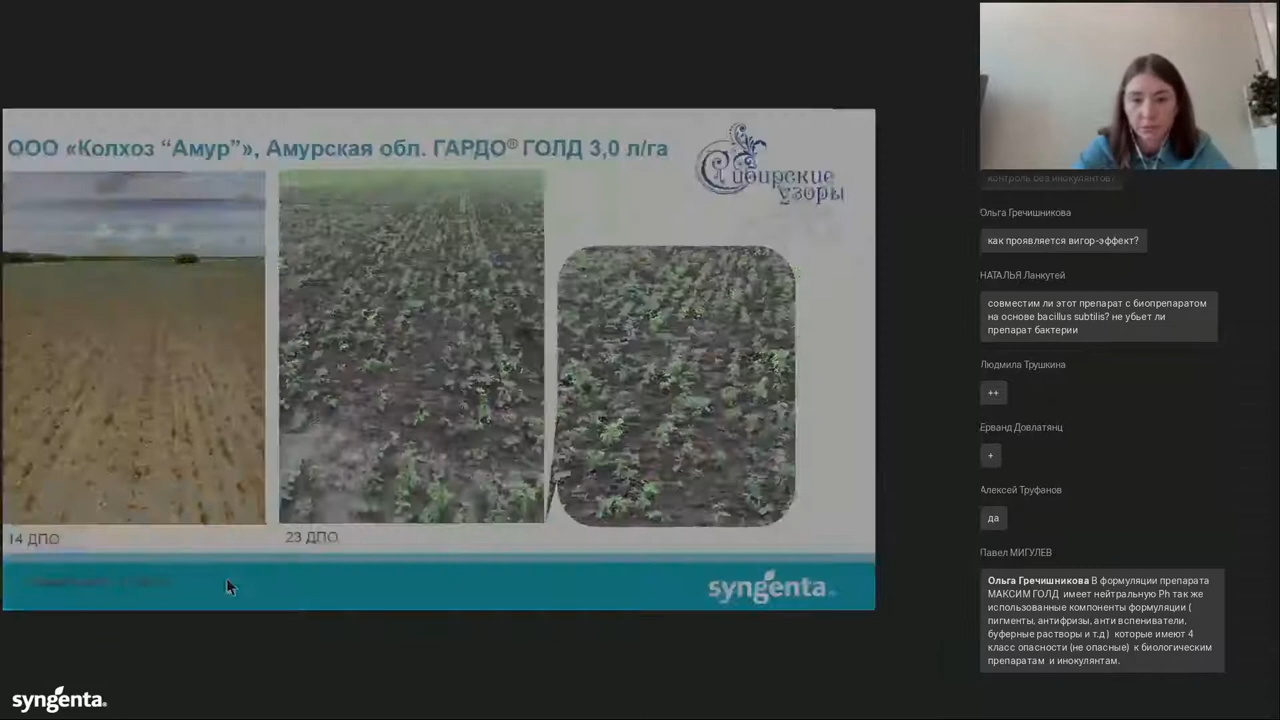 ООО «Колхоз “Амур”», Амурская обл. ГАРДО® ГОЛД 3,0 л/га
Сибирские
узоры
14 ДПО
23 ДПО
syngenta
syngenta.
контроль без инокулянтов?
Ольга Гречишникова
как проявляется вигор-эффект?
НАТАЛЬЯ Ланкутей
совместим ли этот препарат с биопрепаратом
на основе bacillus subtilis? не убьет ли
препарат бактерии
Людмила Трушкина
++
Ерванд Довлатянц
+
Алексей Труфанов
да
Павел МИГУЛЕВ
Ольга Гречишникова В формуляции препарата
МАКСИМ ГОЛД имеет нейтральную Ph так же
использованные компоненты формуляции (
пигменты, антифризы, анти вспениватели,
буферные растворы и т.д ) которые имеют 4
класс опасности (не опасные) к биологическим
препаратам и инокулянтам.